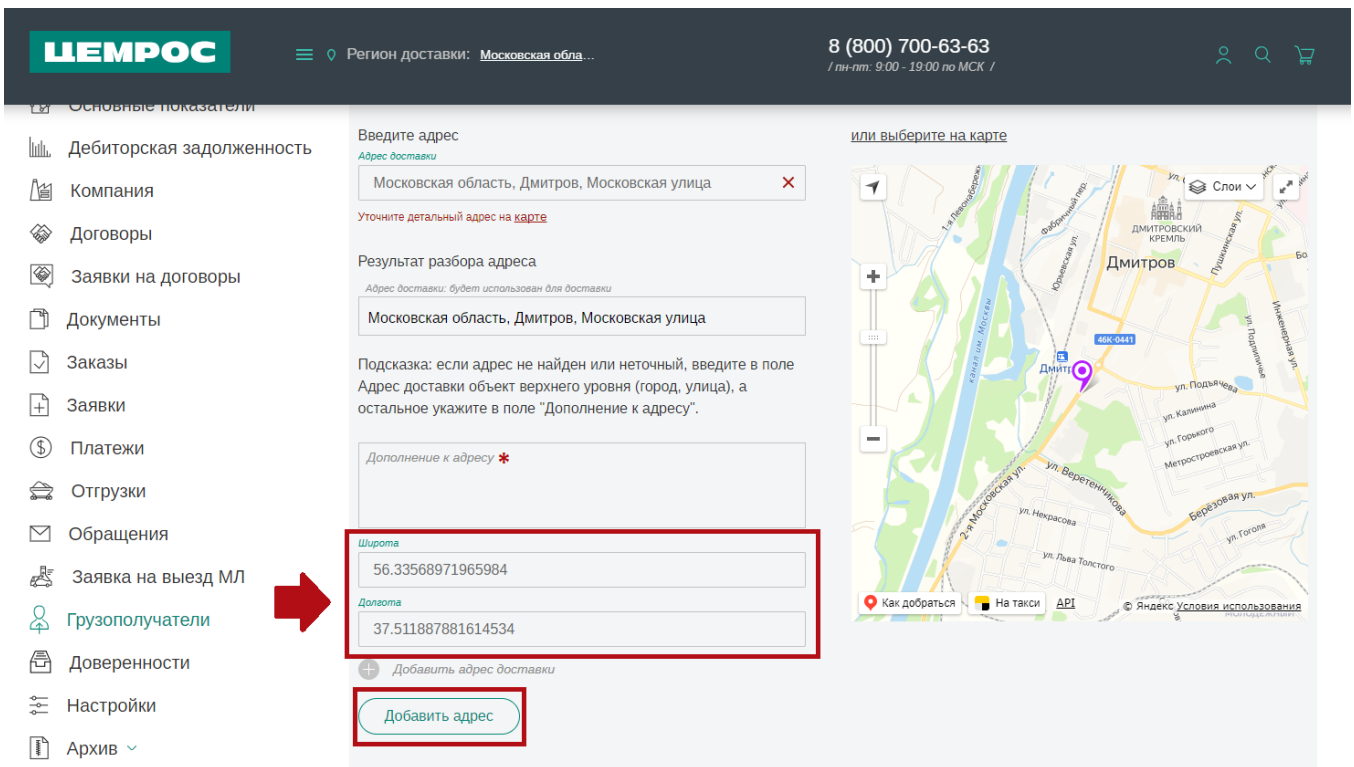 ЦЕМРОС
Регион доставки: Московская обла...
8 (800) 700-63-63
/ пн-пт: 9:00 - 19:00 по МСК /
Основные показатели
Дебиторская задолженность
Компания
Договоры
Заявки на договоры
Документы
Заказы
Заявки
Платежи
Отгрузки
Обращения
Заявка на выезд МЛ
Грузополучатели
Доверенности
Настройки
Архив
Введите адрес
Адрес доставки
Московская область, Дмитров, Московская улица
Уточните детальный адрес на карте
Результат разбора адреса
Адрес доставки: будет использован для доставки
Московская область, Дмитров, Московская улица
Подсказка: если адрес не найден или неточный, введите в поле
Адрес доставки объект верхнего уровня (город, улица), а
остальное укажите в поле "Дополнение к адресу".
Дополнение к адресу *
Широта
56.33568971965984
Долгота
37.511887881614534
Добавить адрес доставки
Добавить адрес
или выберите на карте
Слои
1-я Левонабереж
Фабричный пер.
ДМИТРОВСКИЙ
КРЕМЛЬ
Пушкинская ул.
Бо
Дмитров
Юрьевская ул.
канал им. Москвы
Инженерная ул.
ул. Подлипичье
46К-0441
Дмитр
ул. Подъячева
ул. Калинина
ул. Горького
Метростроевская ул.
ул. Веретенникова
2-я Московская ул.
ул. Некрасова
Берёзовая ул.
ул. Гоголя
ул. Льва Толстого
Как добраться
На такси
API
© Яндекс Условия использования
МОЛОДЁЖНЫЙ